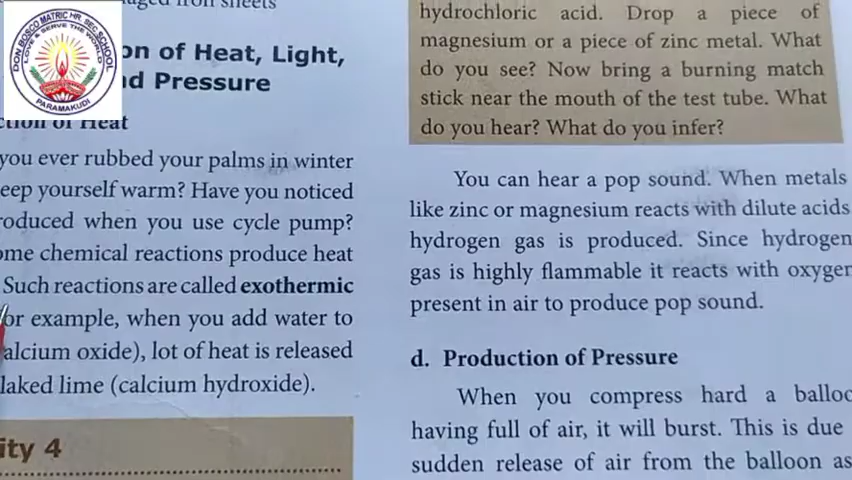 DON BOSCO MATRIC HR. SEC. SCHOOL
LOVE & SERVE THE WORLD
PARAMAKUDI
on of Heat, Light,
nd Pressure
ction of Heat
you ever rubbed your palms in winter
eep yourself warm? Have you noticed
roduced when you use cycle pump?
ome chemical reactions produce heat
Such reactions are called exothermic
or example, when you add water to
alcium oxide), lot of heat is released
laked lime (calcium hydroxide).
ity 4
hydrochloric acid. Drop a piece of
magnesium or a piece of zinc metal. What
do you see? Now bring a burning match
stick near the mouth of the test tube. What
do you hear? What do you infer?
You can hear a pop sound. When metals
like zinc or magnesium reacts with dilute acids
hydrogen gas is produced. Since hydrogen
gas is highly flammable it reacts with oxygen
present in air to produce pop sound.
d. Production of Pressure
When you compress hard a balloo
having full of air, it will burst. This is due
sudden release of air from the balloon as